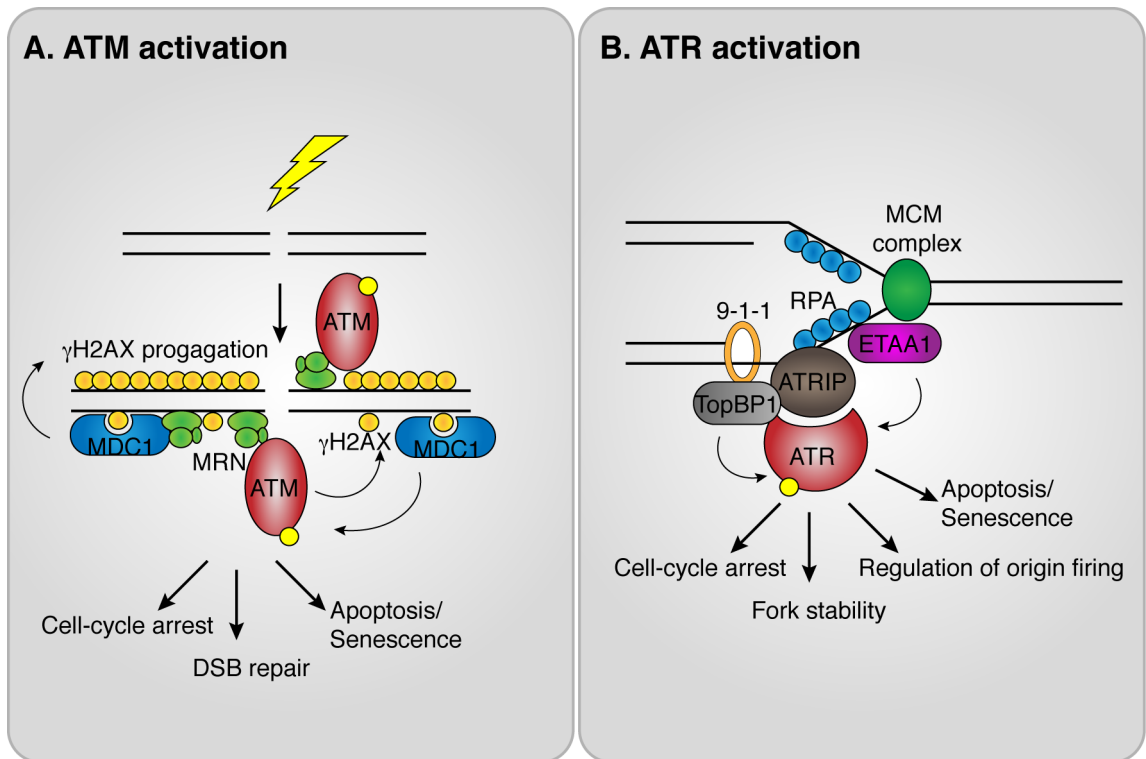 A. ATM activation
ATM
γH2AX progagation
MDC1
MRN
γH2AX
MDC1
ATM
Cell-cycle arrest
DSB repair
Apoptosis/
Senescence
B. ATR activation
MCM
complex
9-1-1
RPA
ETAA1
ATRIP
TopBP1
ATR
Apoptosis/
Senescence
Cell-cycle arrest
Regulation of origin firing
Fork stability